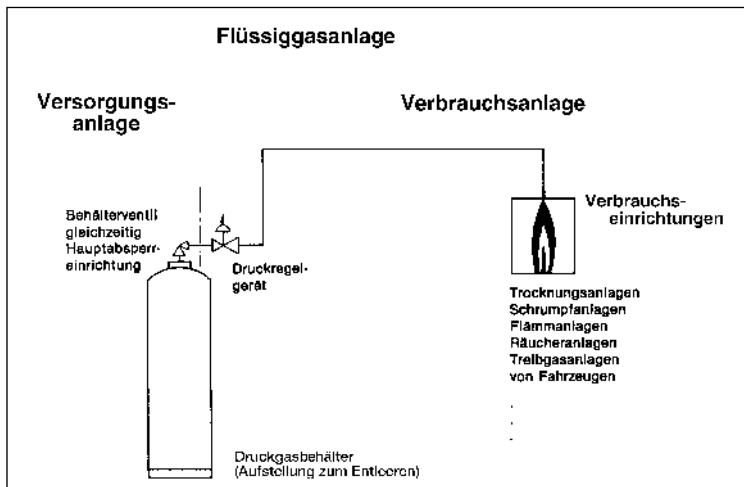 Flüssiggasanlage
Versorgungs-
anlage
Verbrauchsanlage
Behälterventil
gleichzeitig
Hauptabsperr-
einrichtung
Druckregel-
gerät
Verbrauchs-
einrichtungen
Trocknungsanlagen
Schrumpfanlagen
Flämmanlagen
Räucheranlagen
Treibgasanlagen
von Fahrzeugen
.
.
.
Druckgasbehälter
(Aufstellung zum Entleeren)